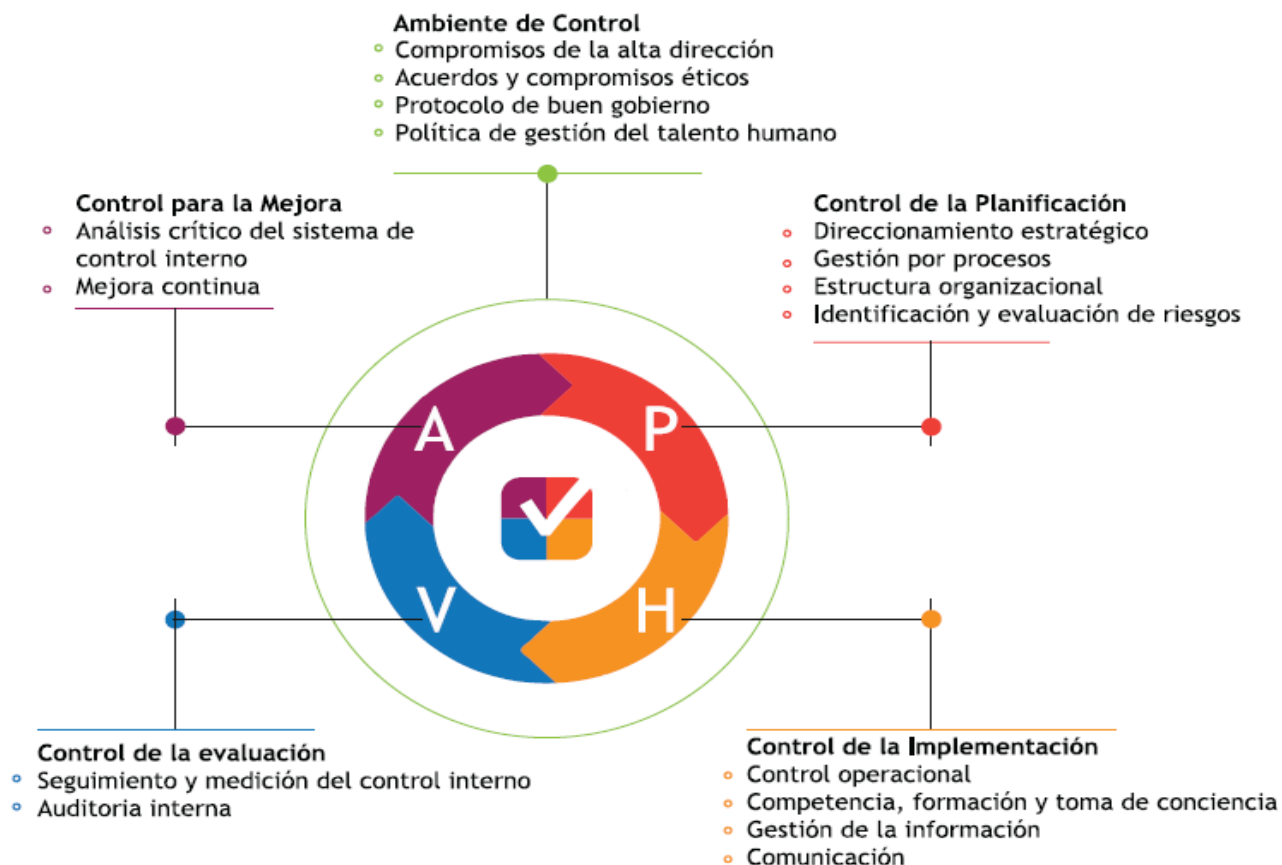 Ambiente de Control
Compromisos de la alta dirección
Acuerdos y compromisos éticos
Protocolo de buen gobierno
Política de gestión del talento humano
Control para la Mejora
Análisis crítico del sistema de
control interno
Mejora continua
Control de la Planificación
Direccionamiento estratégico
Gestión por procesos
Estructura organizacional
Identificación y evaluación de riesgos
A
P
V
H
Control de la evaluación
Seguimiento y medición del control interno
Auditoria interna
Control de la Implementación
Control operacional
Competencia, formación y toma de conciencia
Gestión de la información
Comunicación